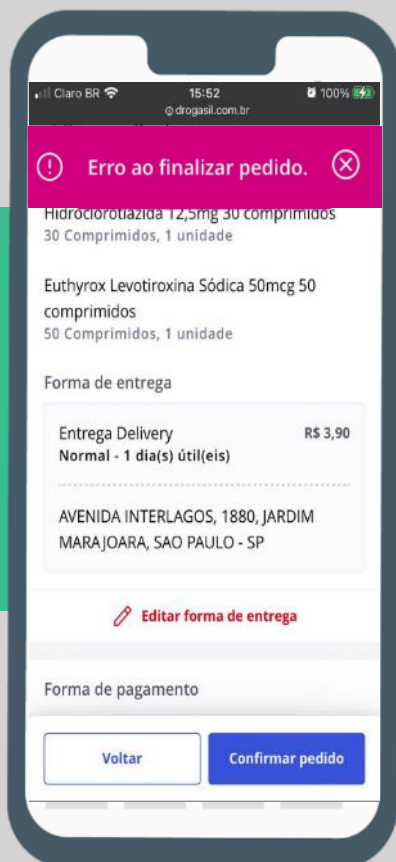 Claro BR 15:52 100%
drogasil.com.br
Erro ao finalizar pedido.
Hidroclorotiazida 12,5mg 30 comprimidos
30 Comprimidos, 1 unidade
Euthyrox Levotiroxina Sódica 50mcg 50
comprimidos
50 Comprimidos, 1 unidade
Forma de entrega
Entrega Delivery R$ 3,90
Normal - 1 dia(s) útil(eis)
AVENIDA INTERLAGOS, 1880, JARDIM
MARAJOARA, SAO PAULO - SP
Editar forma de entrega
Forma de pagamento
Voltar Confirmar pedido